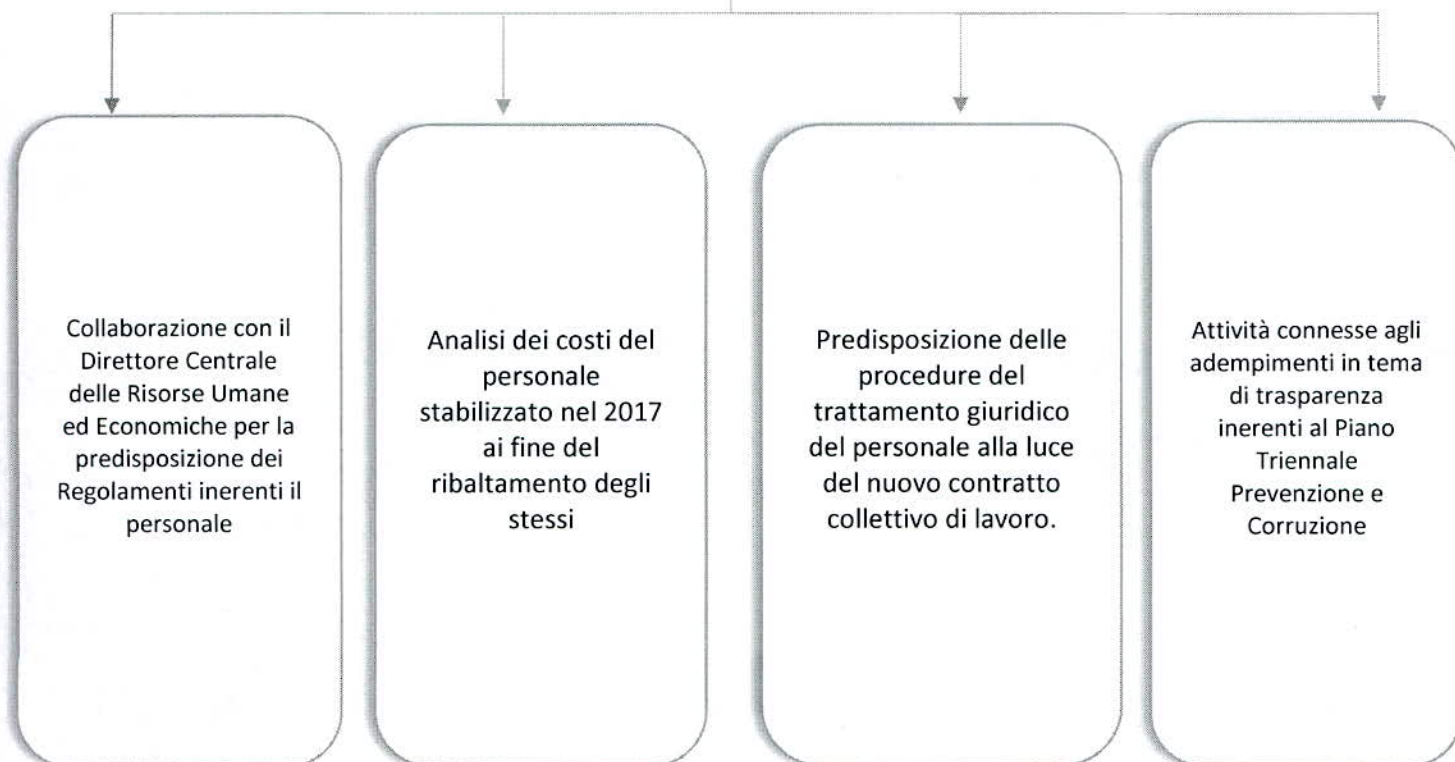 Collaborazione con il
Direttore Centrale
delle Risorse Umane
ed Economiche per la
predisposizione dei
Regolamenti inerenti il
personale
Analisi dei costi del
personale
stabilizzato nel 2017
ai fine del
ribaltamento degli
stessi
Predisposizione delle
procedure del
trattamento giuridico
del personale alla luce
del nuovo contratto
collettivo di lavoro.
Attività connesse agli
adempimenti in tema
di trasparenza
inerenti al Piano
Triennale
Prevenzione e
Corruzione